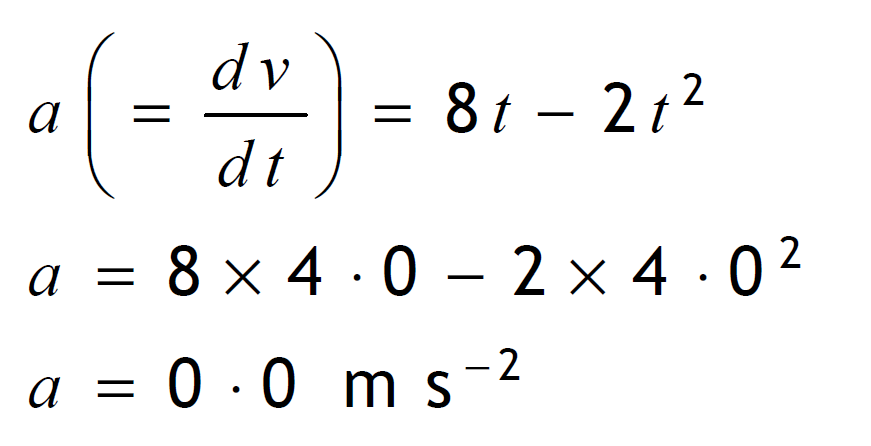 a ( = dv/dt ) = 8t − 2t²
a = 8 × 4·0 − 2 × 4·0²
a = 0·0 m s⁻²